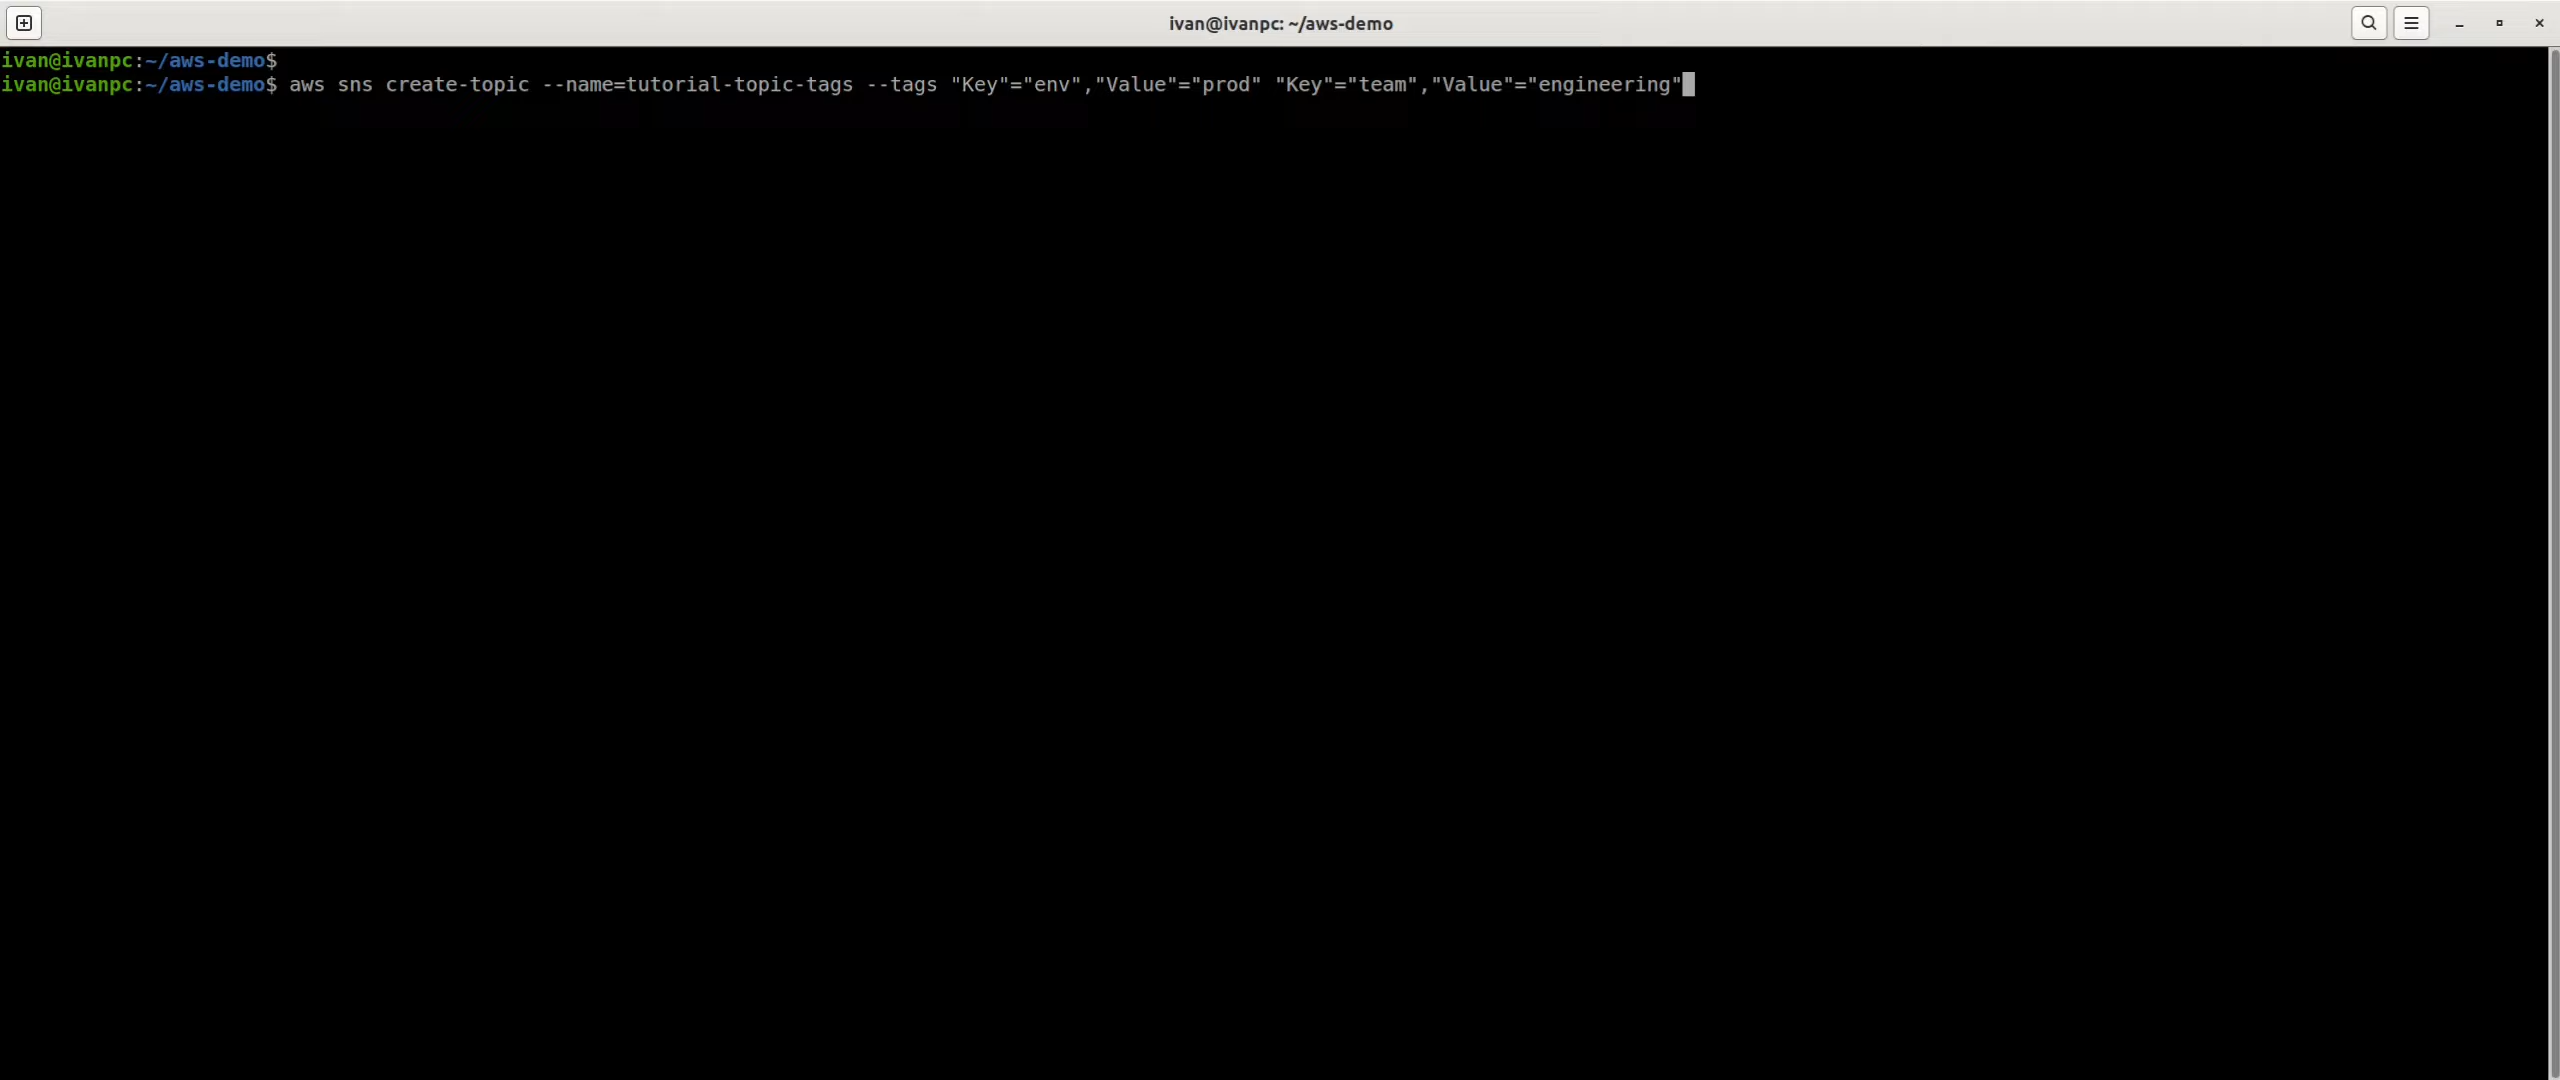 ivan@ivanpc: ~/aws-demo
ivan@ivanpc:~/aws-demo$
ivan@ivanpc:~/aws-demo$ aws sns create-topic --name=tutorial-topic-tags --tags "Key"="env","Value"="prod" "Key"="team","Value"="engineering"